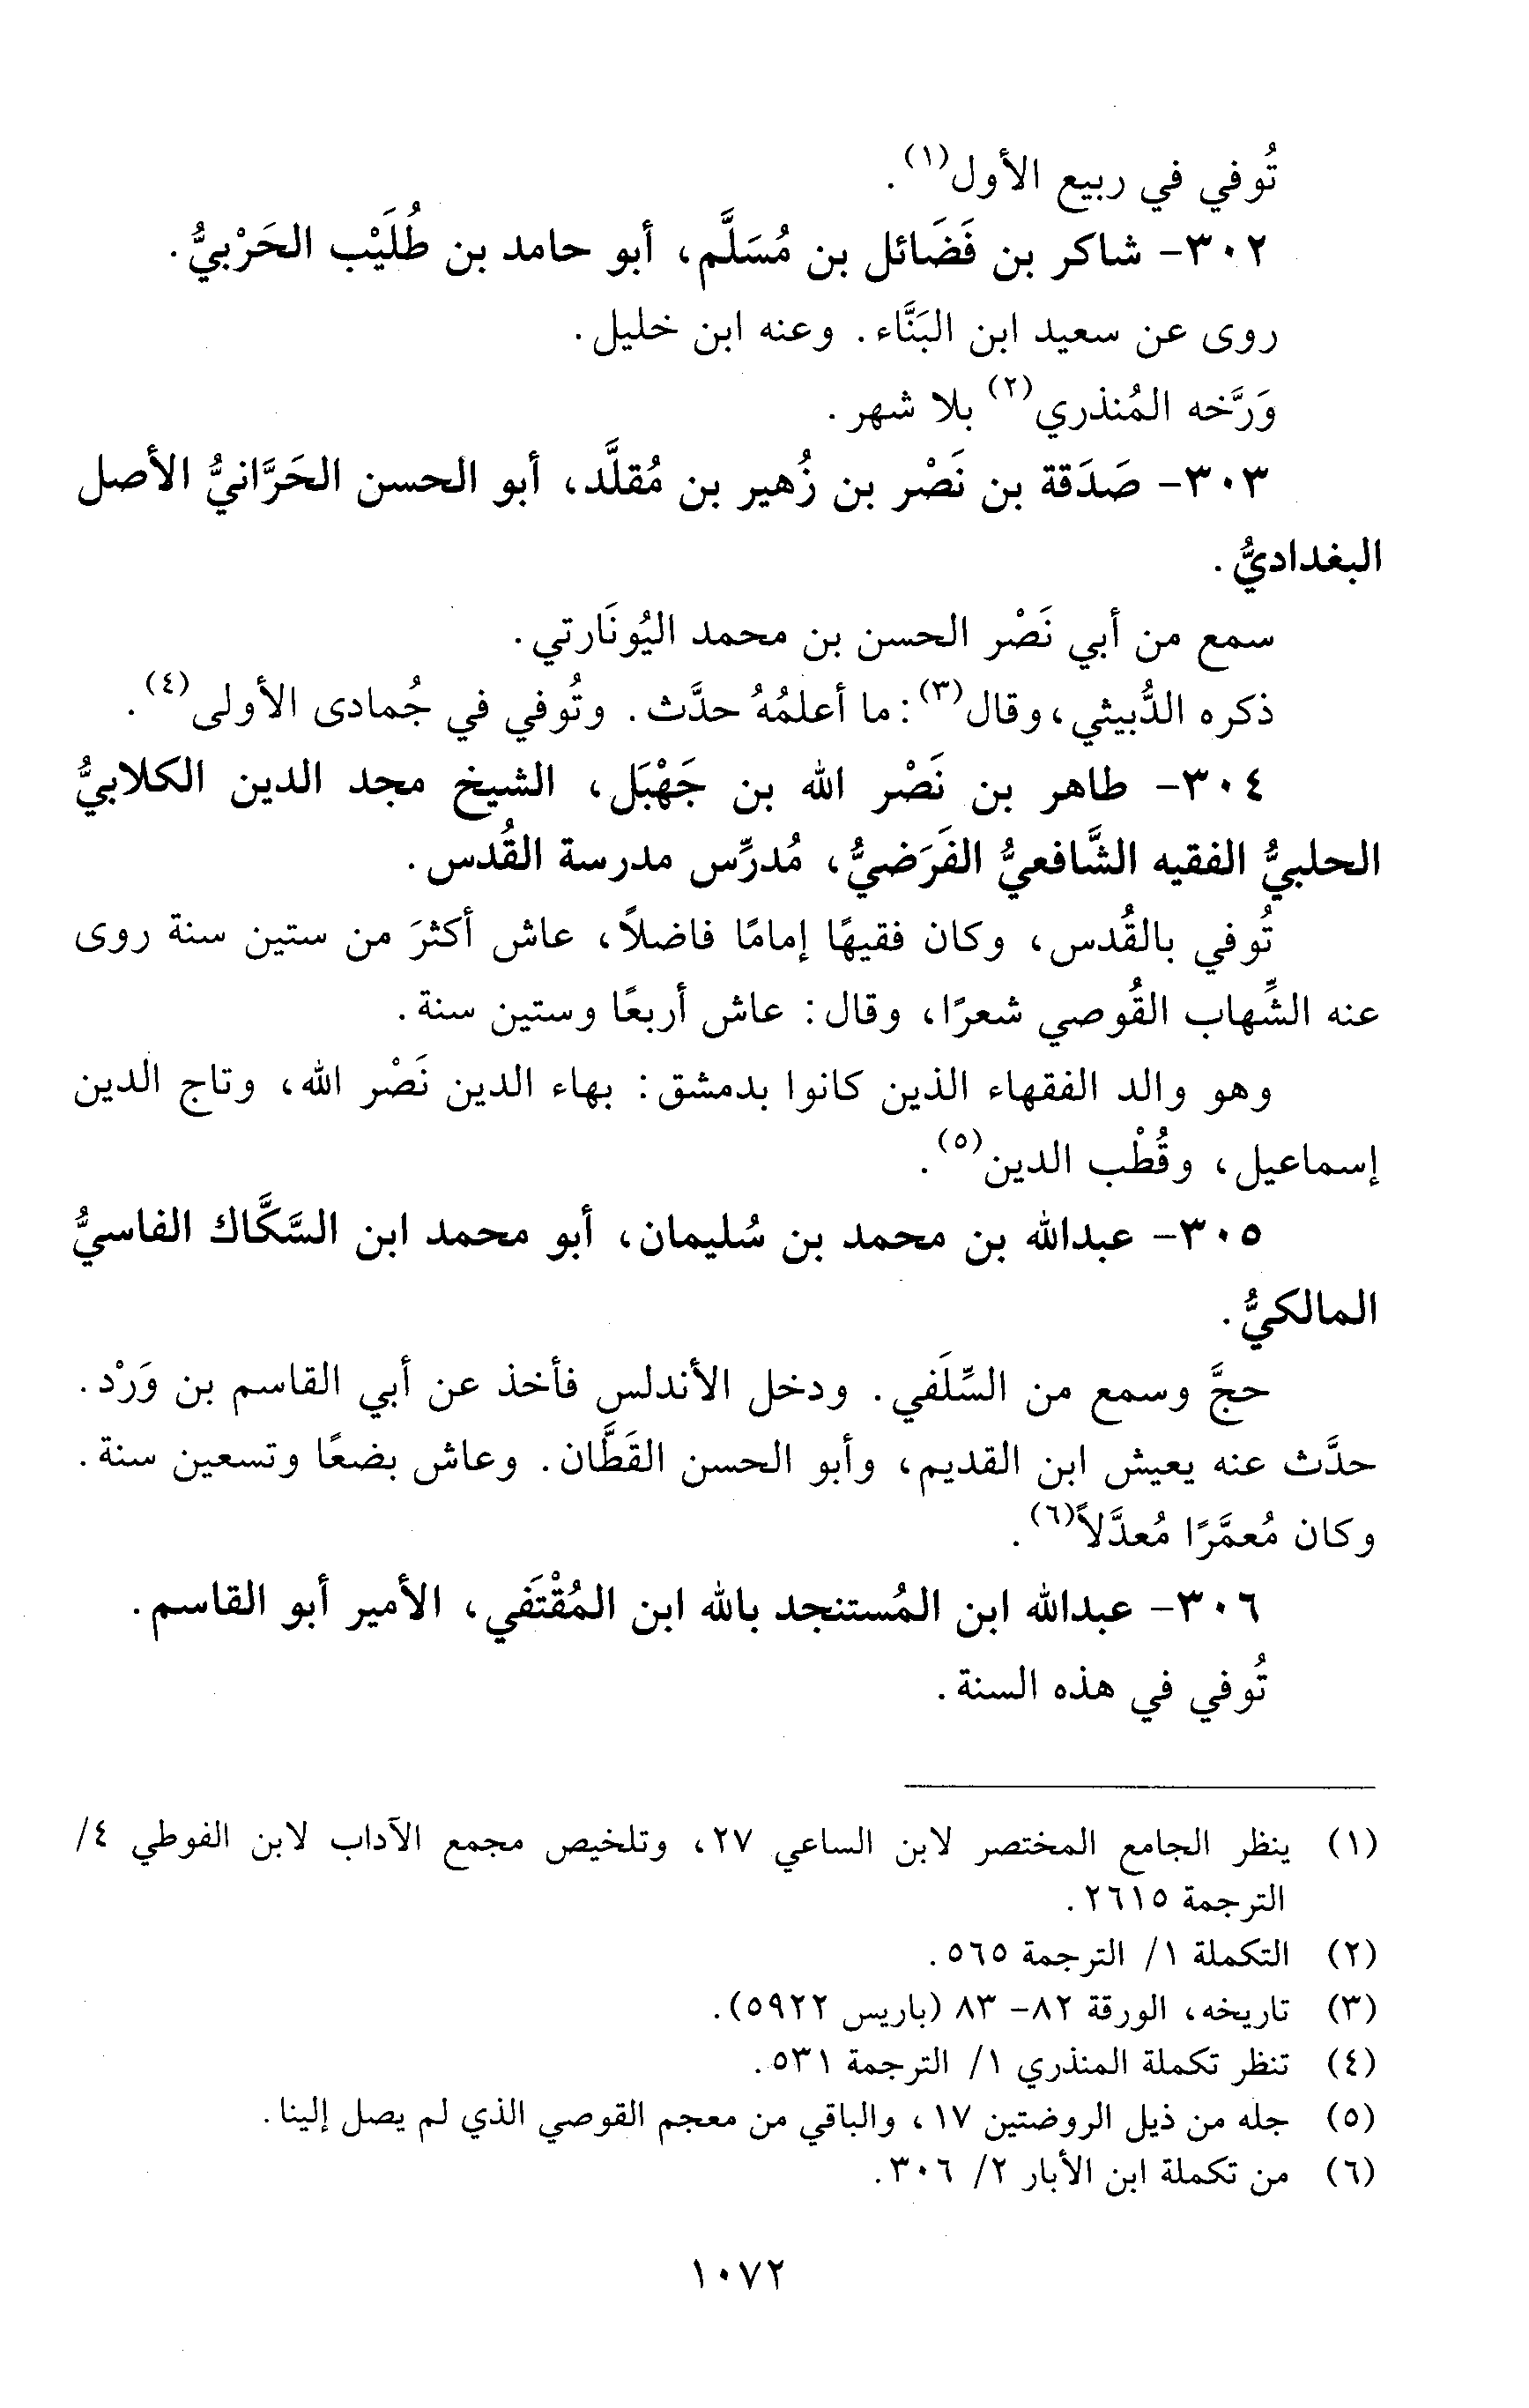 تُوفي في ربيع الأول(١).
٣٠٢- شاكر بن فَضَائل بن مُسَلَّم، أبو حامد بن طُلَيْب الحَرْبيُّ.
روى عن سعيد ابن البَنَّاء. وعنه ابن خليل.
وَرَّخه المُنذري(٢) بلا شهر.
٣٠٣- صَدَقة بن نَصْر بن زُهير بن مُقلَّد، أبو الحسن الحَرَّانيُّ الأصل
البغداديُّ.
سمع من أبي نَصْر الحسن بن محمد اليُونَارتي.
ذكره الدُّبيثي، وقال(٣): ما أعلمُهُ حدَّث. وتُوفي في جُمادى الأولى(٤).
٣٠٤- طاهر بن نَصْر الله بن جَهْبَل، الشيخ مجد الدين الكلابيُّ
الحلبيُّ الفقيه الشَّافعيُّ الفَرَضيُّ، مُدرِّس مدرسة القُدس.
تُوفي بالقُدس، وكان فقيهًا إمامًا فاضلاً، عاش أكثرَ من ستين سنة روى
عنه الشِّهاب القُوصي شعرًا، وقال: عاش أربعًا وستين سنة.
وهو والد الفقهاء الذين كانوا بدمشق: بهاء الدين نَصْر الله، وتاج الدين
إسماعيل، وقُطْب الدين(٥).
٣٠٥- عبدالله بن محمد بن سُليمان، أبو محمد ابن السَّكَّاك الفاسيُّ
المالكيُّ.
حجَّ وسمع من السِّلَفي. ودخل الأندلس فأخذ عن أبي القاسم بن وَرْد.
حدَّث عنه يعيش ابن القديم، وأبو الحسن القَطَّان. وعاش بضعًا وتسعين سنة.
وكان مُعمَّرًا مُعدَّلاً(٦).
٣٠٦- عبدالله ابن المُستنجد بالله ابن المُقْتَفي، الأمير أبو القاسم.
تُوفي في هذه السنة.
(١) ينظر الجامع المختصر لابن الساعي ٢٧، وتلخيص مجمع الآداب لابن الفوطي ٤/
الترجمة ٢٦١٥.
(٢) التكملة ١/ الترجمة ٥٦٥.
(٣) تاريخه، الورقة ٨٢- ٨٣ (باريس ٥٩٢٢).
(٤) تنظر تكملة المنذري ١/ الترجمة ٥٣١.
(٥) جله من ذيل الروضتين ١٧، والباقي من معجم القوصي الذي لم يصل إلينا.
(٦) من تكملة ابن الأبار ٢/ ٣٠٦.
١٠٧٢